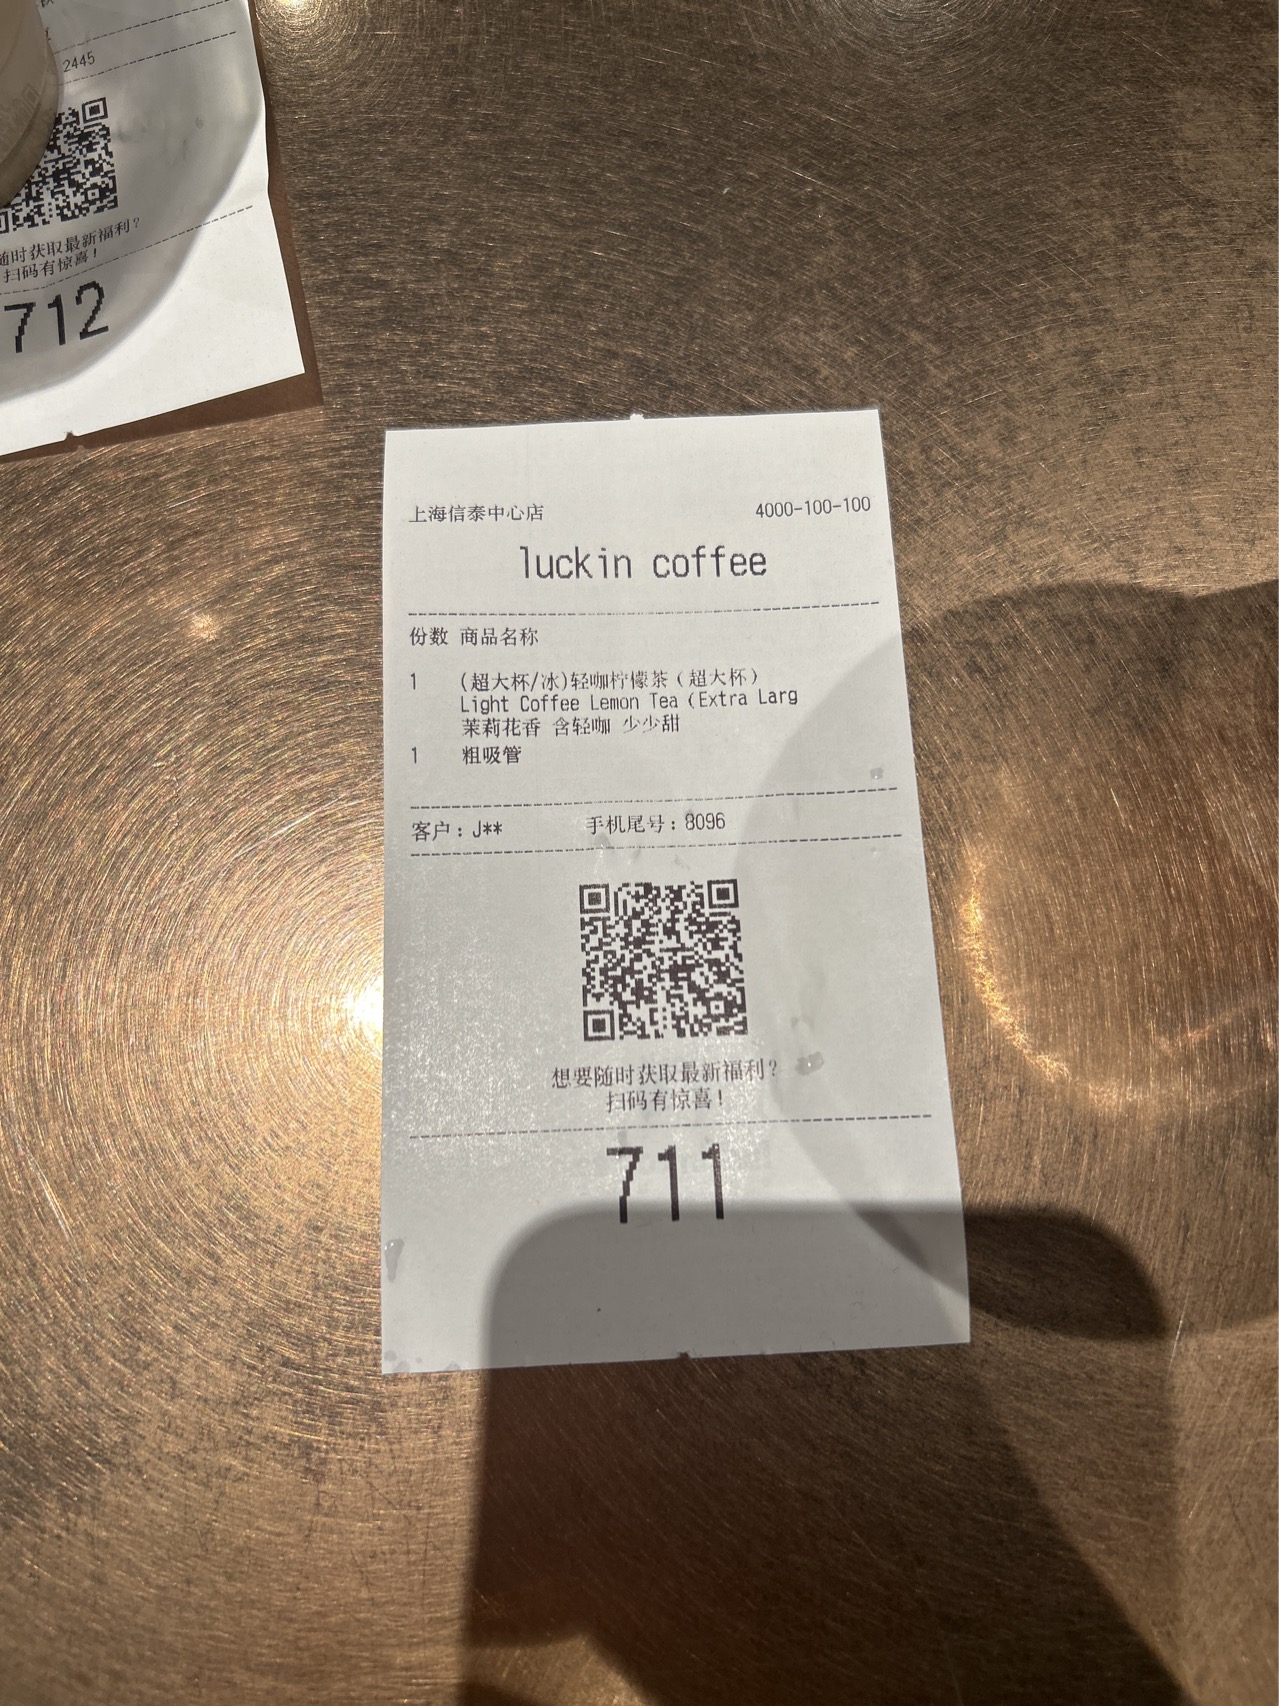 2445
随时获取最新福利?
扫码有惊喜!
712
上海信泰中心店 4000-100-100
luckin coffee
份数 商品名称
1 (超大杯/冰)轻咖柠檬茶(超大杯)
Light Coffee Lemon Tea (Extra Larg
茉莉花香 含轻咖 少少甜
1 粗吸管
客户:J** 手机尾号:8096
想要随时获取最新福利?
扫码有惊喜!
711